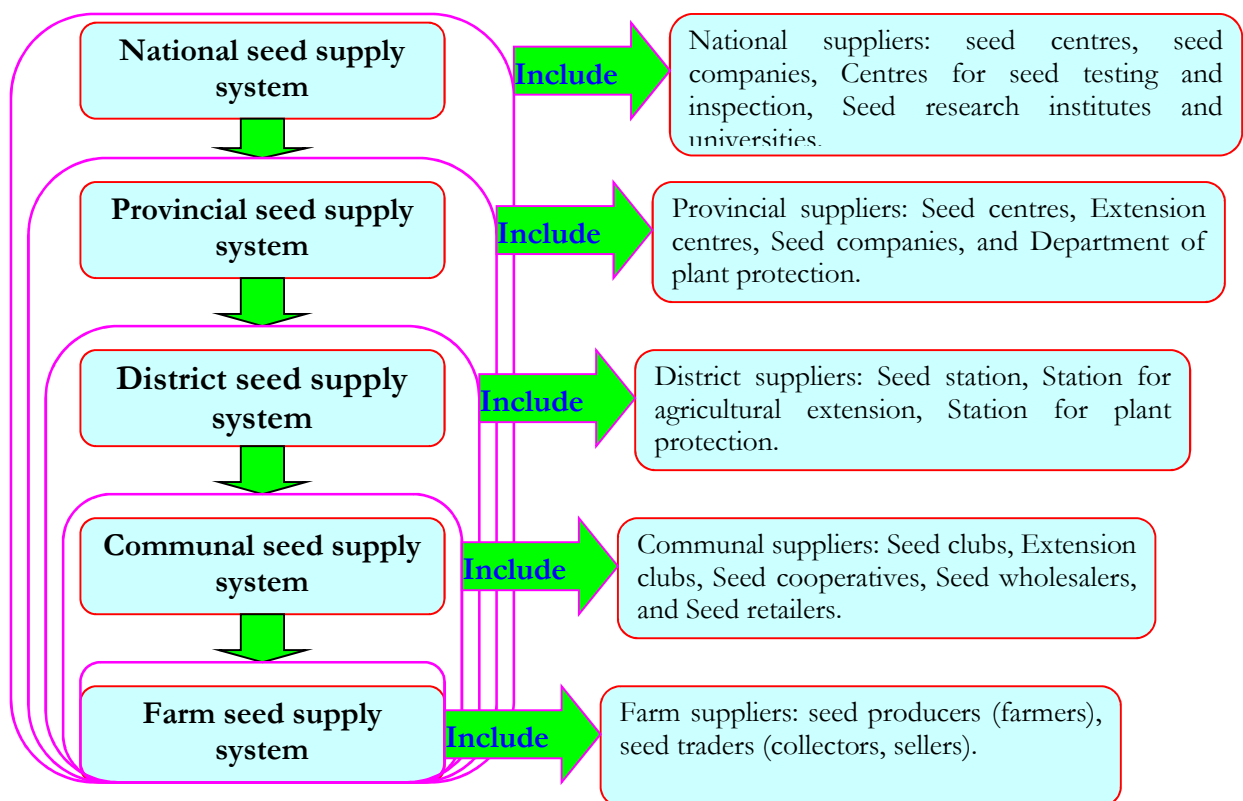 National seed supply
system
Include
National suppliers: seed centres, seed
companies, Centres for seed testing and
inspection, Seed research institutes and
universities.
Provincial seed supply
system
Include
Provincial suppliers: Seed centres, Extension
centres, Seed companies, and Department of
plant protection.
District seed supply
system
Include
District suppliers: Seed station, Station for
agricultural extension, Station for plant
protection.
Communal seed supply
system
Include
Communal suppliers: Seed clubs, Extension
clubs, Seed cooperatives, Seed wholesalers,
and Seed retailers.
Farm seed supply
system
Include
Farm suppliers: seed producers (farmers),
seed traders (collectors, sellers).